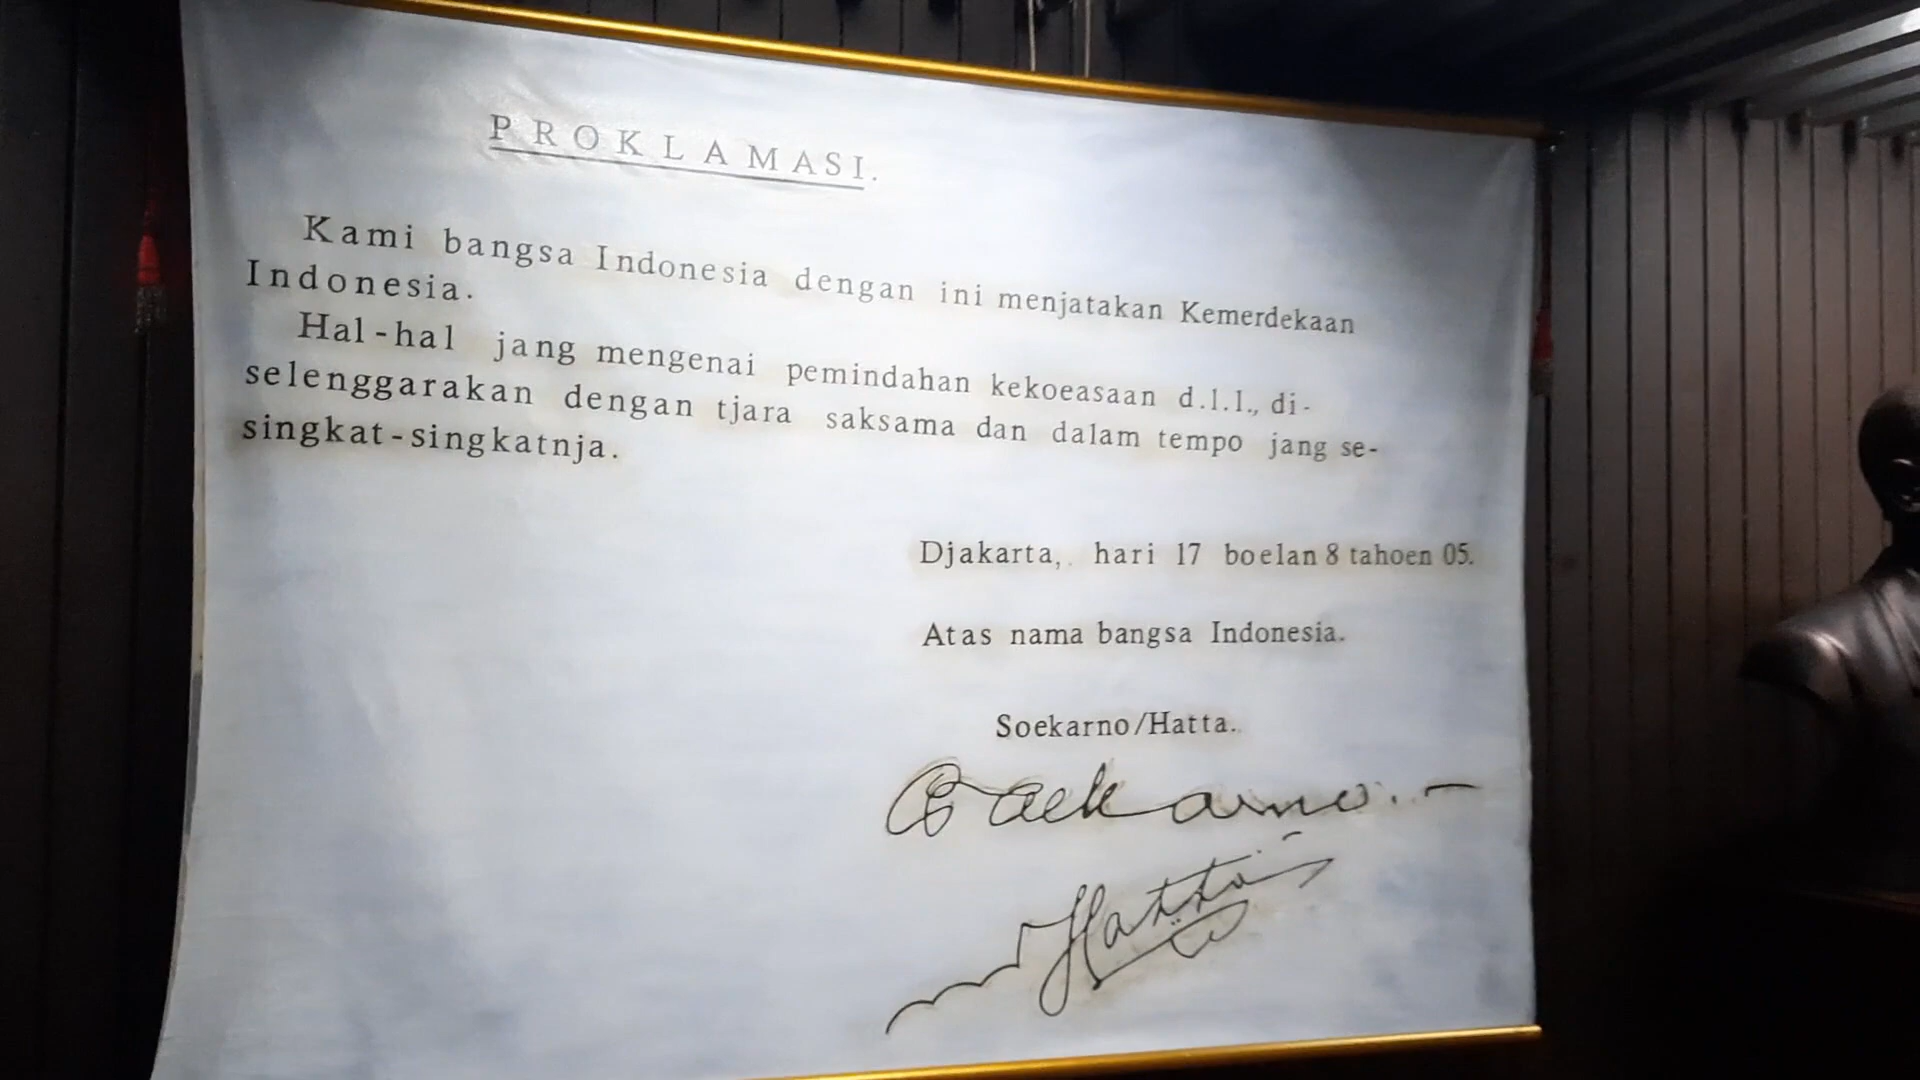 PROKLAMASI.
Kami bangsa Indonesia dengan ini menjatakan Kemerdekaan
Indonesia.
Hal-hal jang mengenai pemindahan kekoeasaan d.l.l., di-
selenggarakan dengan tjara saksama dan dalam tempo jang se-
singkat-singkatnja.
Djakarta, hari 17 boelan 8 tahoen 05.
Atas nama bangsa Indonesia.
Soekarno/Hatta.
Soekarno.-
Hatta